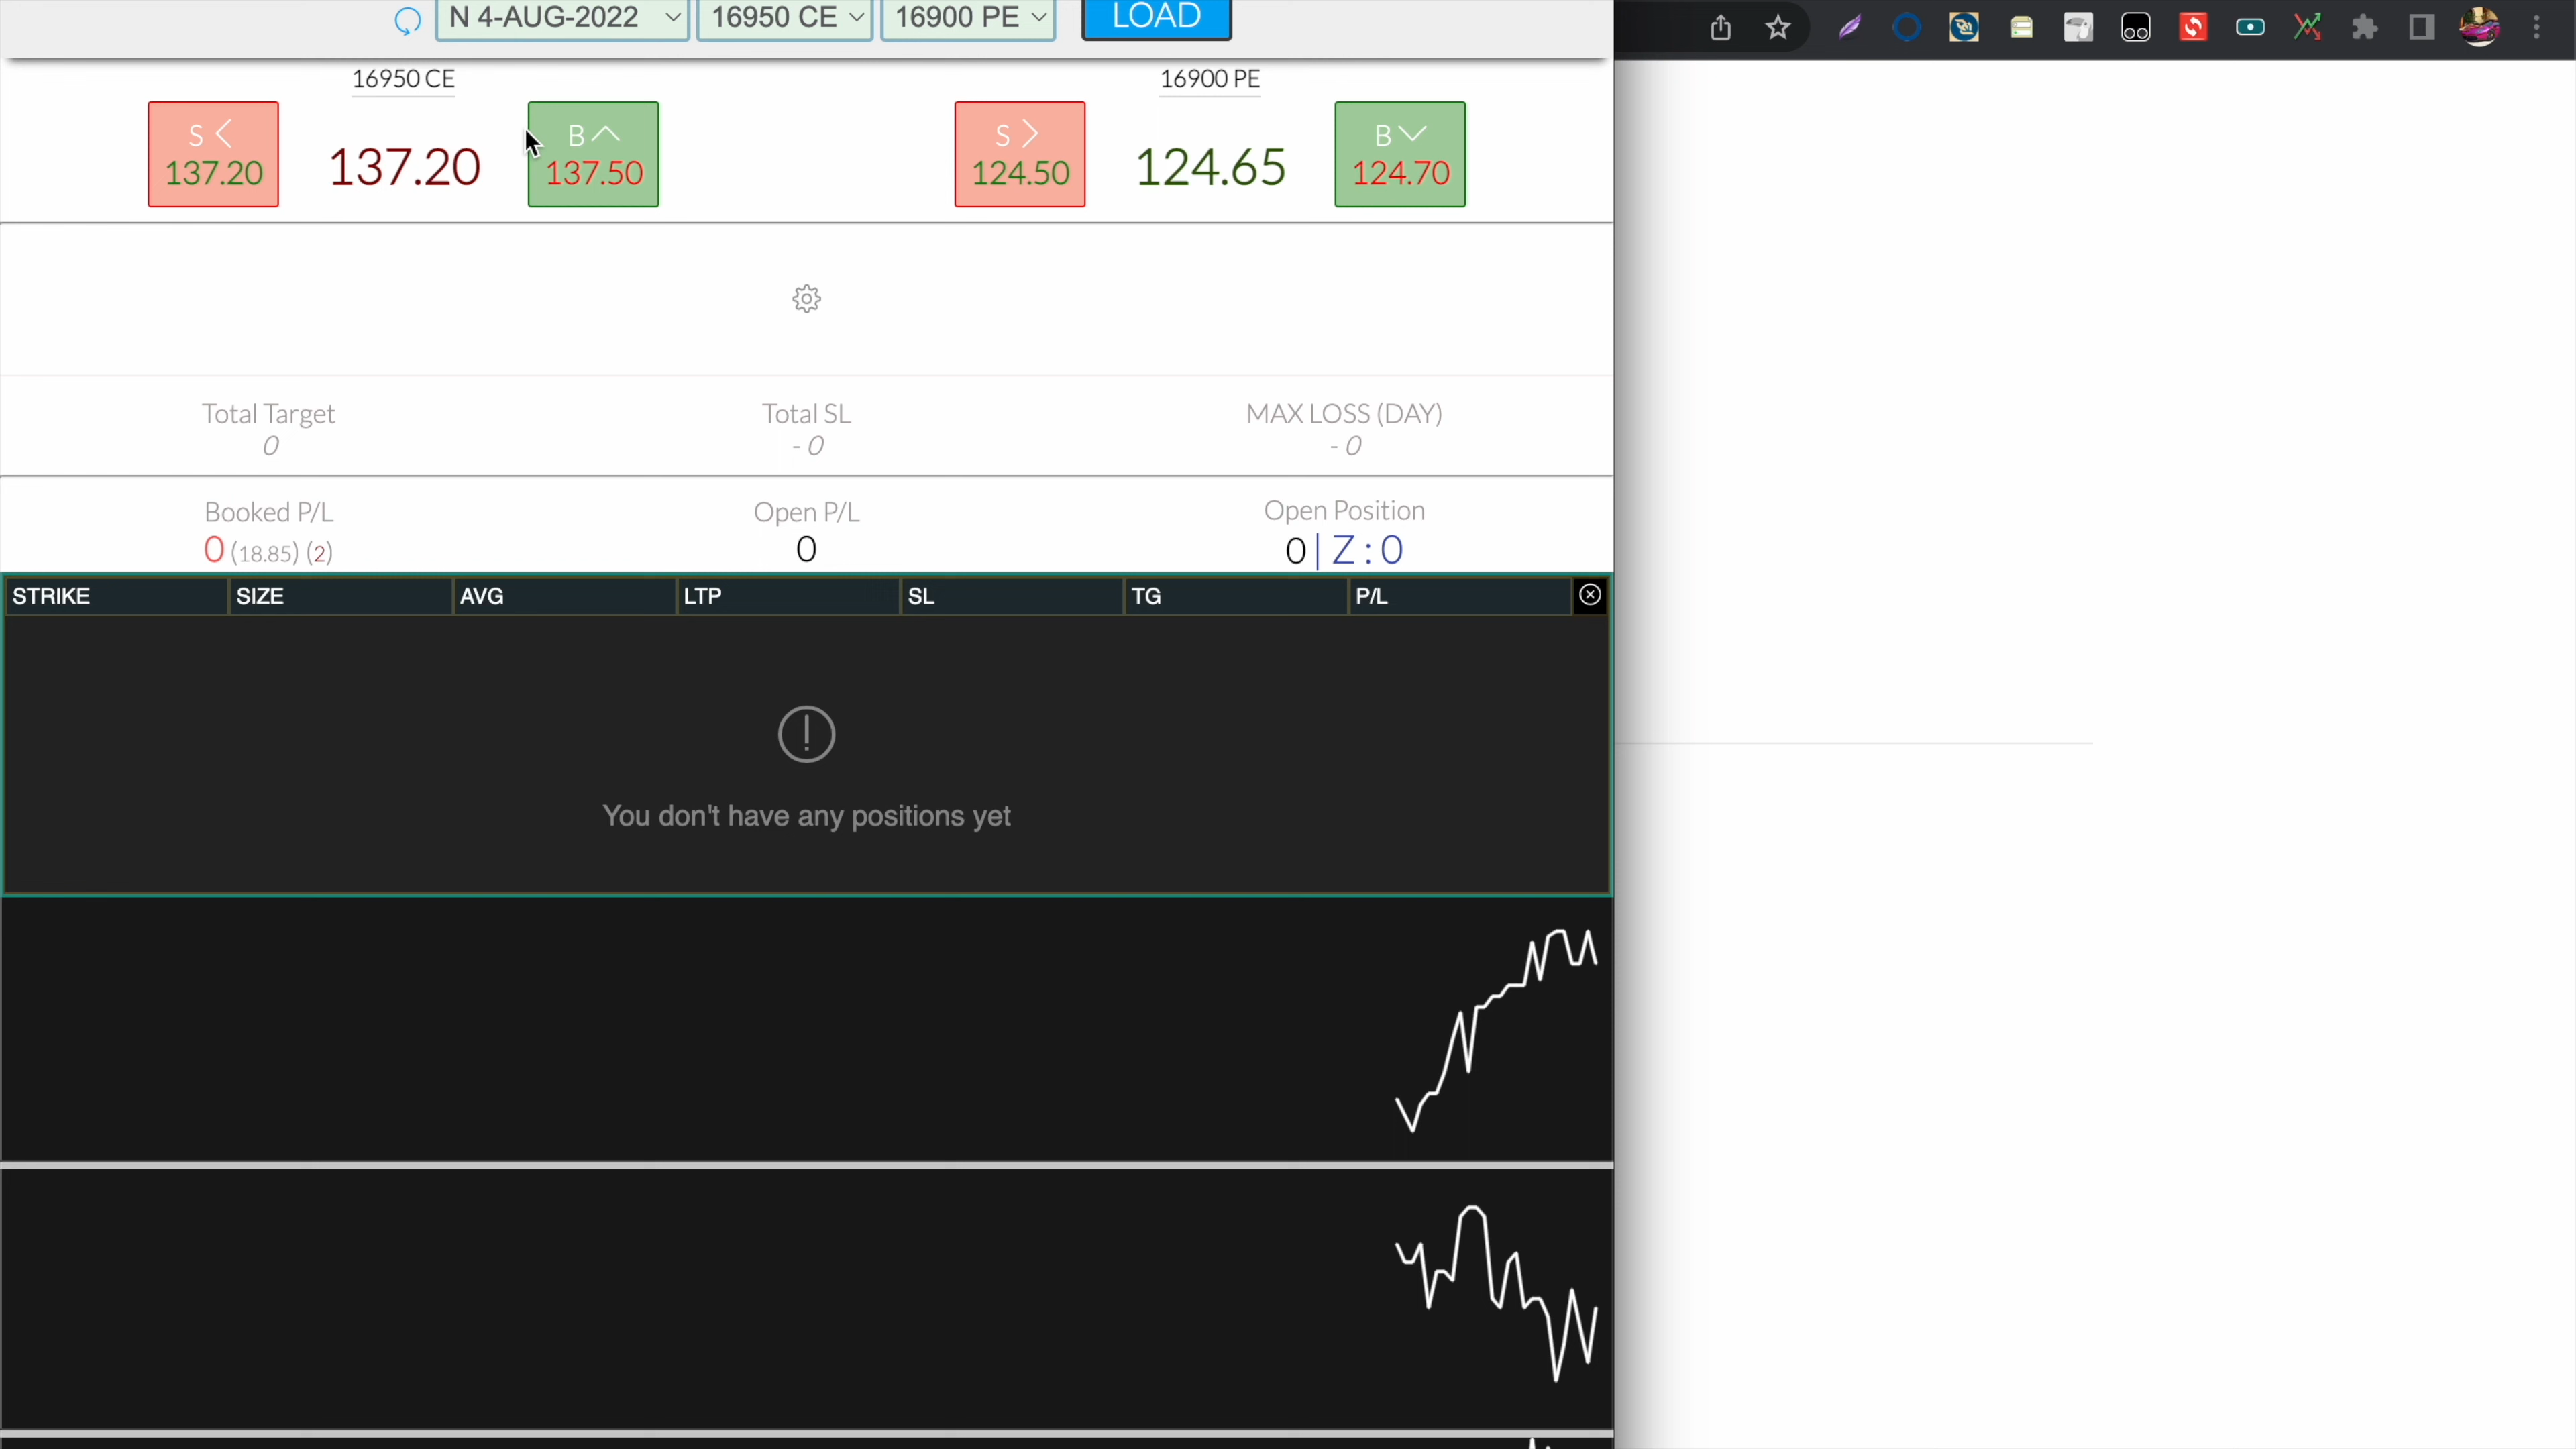 N 4-AUG-2022 16950 CE 16900 PE LOAD
16950 CE 16900 PE
S B S B
137.20 137.20 137.50 124.50 124.65 124.70
Total Target Total SL MAX LOSS (DAY)
0 - 0 - 0
Booked P/L Open P/L Open Position
0 (18.85) (2) 0 0 | Z : 0
STRIKE SIZE AVG LTP SL TG P/L
You don't have any positions yet